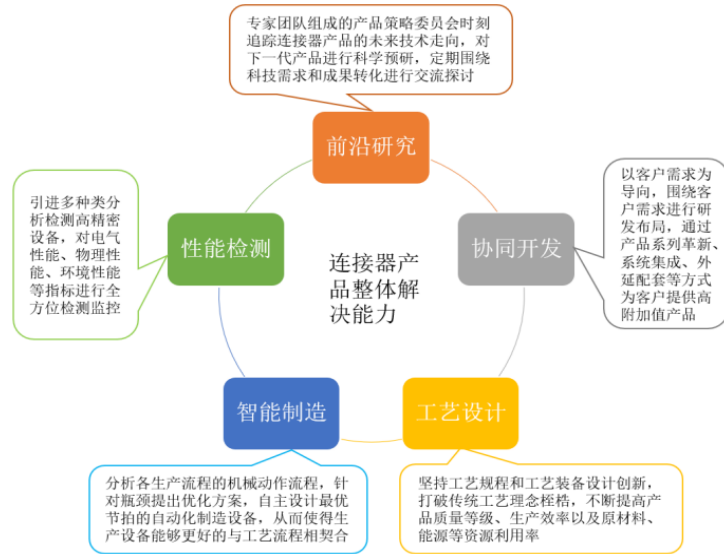 专家团队组成的产品策略委员会时刻
追踪连接器产品的未来技术走向，对
下一代产品进行科学预研，定期围绕
科技需求和成果转化进行交流探讨
前沿研究
引进多种类分
析检测高精密
设备，对电气
性能、物理性
能、环境性能
等指标进行全
方位检测监控
性能检测
连接器产
品整体解
决能力
协同开发
以客户需求为
导向，围绕客
户需求进行研
发布局，通过
产品系列革新、
系统集成、外
延配套等方式
为客户提供高
附加值产品
智能制造
工艺设计
分析各生产流程的机械动作流程，针
对瓶颈提出优化方案，自主设计最优
节拍的自动化制造设备，从而使得生
产设备能够更好的与工艺流程相契合
坚持工艺规程和工艺装备设计创新，
打破传统工艺理念桎梏，不断提高产
品质量等级、生产效率以及原材料、
能源等资源利用率